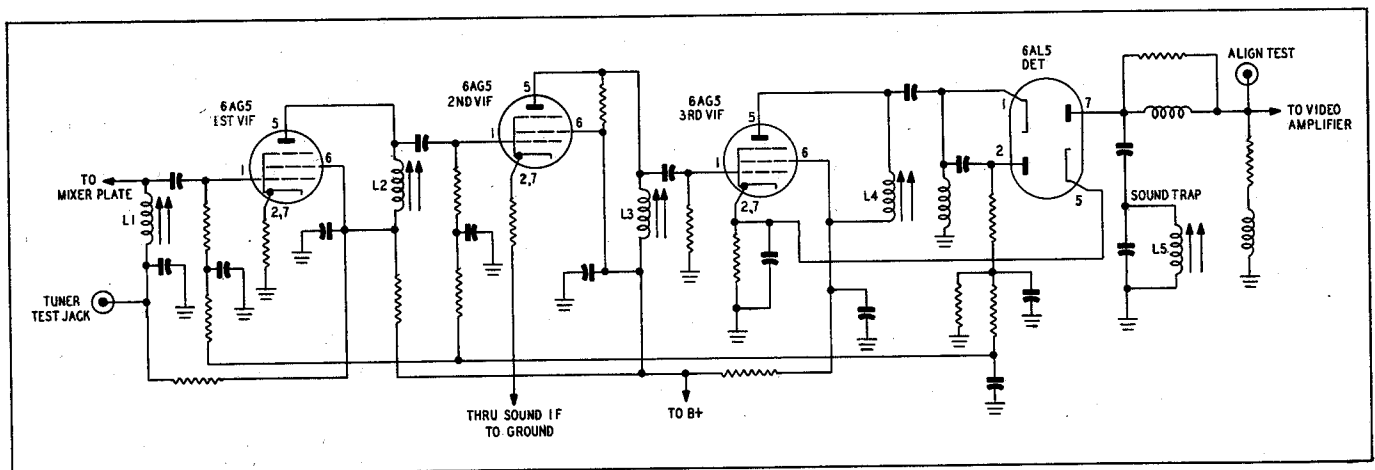 6AG5
1ST VIF
5
6
1
2,7
TO
MIXER PLATE
L1
TUNER
TEST JACK
L2
6AG5
2ND VIF
5
6
1
2,7
THRU SOUND IF
TO GROUND
L3
TO B+
6AG5
3RD VIF
5
6
1
2,7
L4
6AL5
DET
1
7
2
5
SOUND TRAP
L5
ALIGN TEST
TO VIDEO
AMPLIFIER